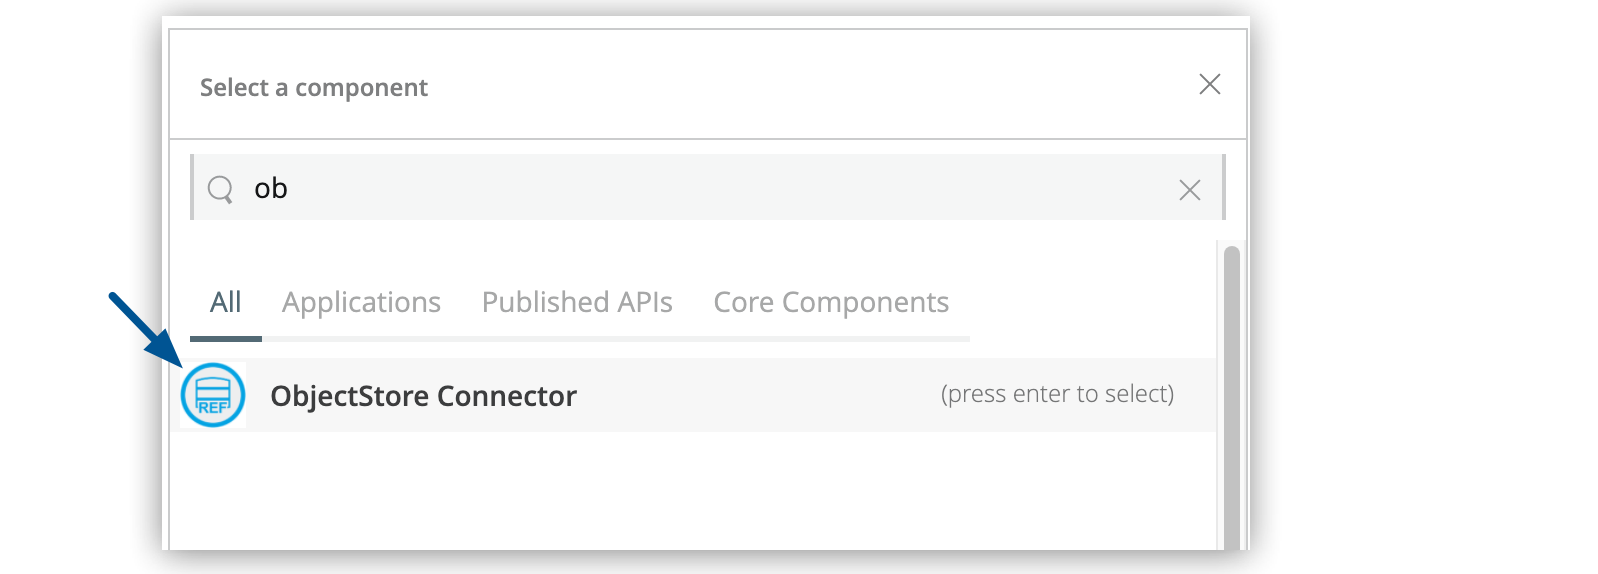 Select a component
ob
All Applications Published APIs Core Components
REF ObjectStore Connector (press enter to select)